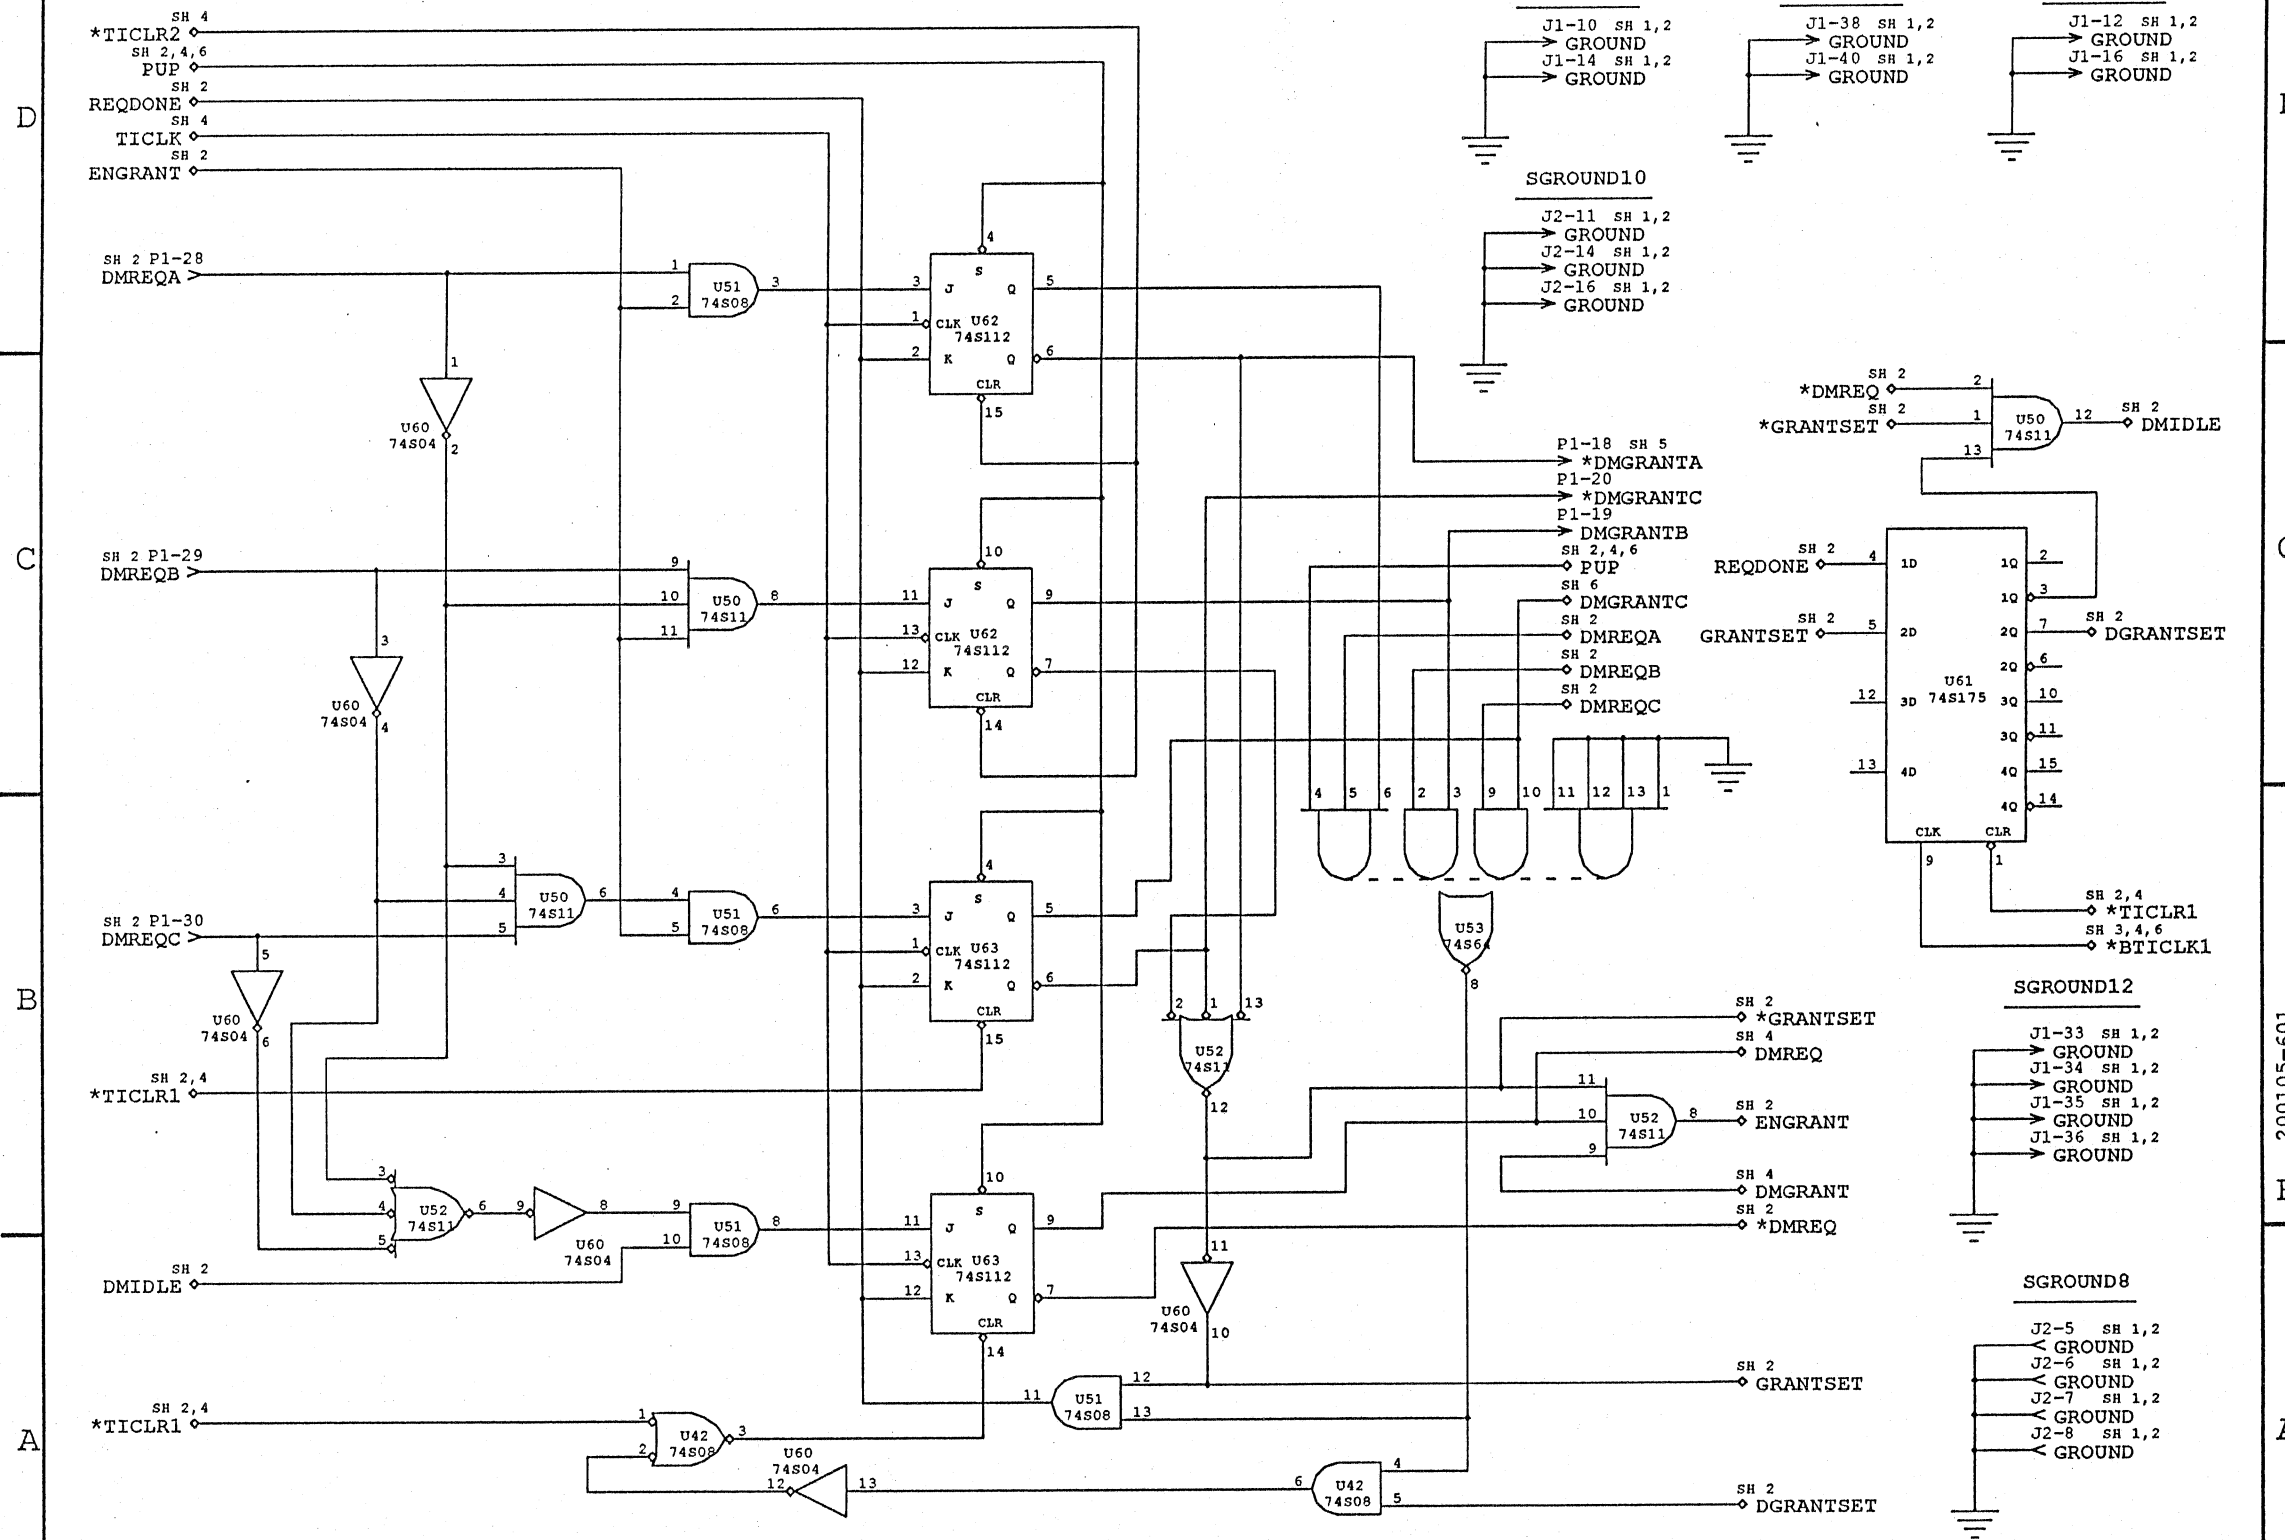 SH 4
*TICLR2
SH 2,4,6
PUP
SH 2
REQDONE
SH 4
TICLK
SH 2
ENGRANT
D
SH 2 P1-28
DMREQA
1
2
U51
74S08
3
4
S
3 J Q 5
1 CLK U62
74S112
2 K Q 6
CLR
15
1
U60
74S04
2
J1-10 SH 1,2
GROUND
J1-14 SH 1,2
GROUND
J1-38 SH 1,2
GROUND
J1-40 SH 1,2
GROUND
J1-12 SH 1,2
GROUND
J1-16 SH 1,2
GROUND
SGROUND10
J2-11 SH 1,2
GROUND
J2-14 SH 1,2
GROUND
J2-16 SH 1,2
GROUND
SH 2
*DMREQ
2
SH 2
*GRANTSET
1
13
U50
74S11
12
SH 2
DMIDLE
C
SH 2 P1-29
DMREQB
9
10
11
U50
74S11
8
10
S
11 J Q 9
13 CLK U62
74S112
12 K Q 7
CLR
14
3
U60
74S04
4
P1-18 SH 5
*DMGRANTA
P1-20
*DMGRANTC
P1-19
DMGRANTB
SH 2,4,6
PUP
SH 6
DMGRANTC
SH 2
DMREQA
SH 2
DMREQB
SH 2
DMREQC
SH 2
REQDONE
4 1D 1Q 2
1Q 3
SH 2
GRANTSET
5 2D 2Q 7
SH 2
DGRANTSET
2Q 6
U61
74S175
12 3D 3Q 10
3Q 11
13 4D 4Q 15
4Q 14
CLK CLR
9 1
SH 2,4
*TICLR1
SH 3,4,6
*BTICLK1
4 5 6 2 3 9 10 11 12 13 1
U53
74S64
8
B
SH 2 P1-30
DMREQC
3
4
5
U50
74S11
6
4
5
U51
74S08
6
4
S
3 J Q 5
1 CLK U63
74S112
2 K Q 6
CLR
15
5
U60
74S04
6
SH 2,4
*TICLR1
2 1 13
U52
74S11
12
SH 2
*GRANTSET
SH 4
DMREQ
11
10
9
U52
74S11
8
SH 2
ENGRANT
SH 4
DMGRANT
SH 2
*DMREQ
SGROUND12
J1-33 SH 1,2
GROUND
J1-34 SH 1,2
GROUND
J1-35 SH 1,2
GROUND
J1-36 SH 1,2
GROUND
3
4
5
U52
74S11
6
9
8
U60
74S04
9
10
U51
74S08
8
10
S
11 J Q 9
13 CLK U63
74S112
12 K Q 7
CLR
14
SH 2
DMIDLE
11
U60
74S04
10
SGROUND8
J2-5 SH 1,2
GROUND
J2-6 SH 1,2
GROUND
J2-7 SH 1,2
GROUND
J2-8 SH 1,2
GROUND
A
SH 2,4
*TICLR1
1
2
U42
74S08
3
U60
74S04
12
13
11
U51
74S08
12
13
SH 2
GRANTSET
6
U42
74S08
4
5
SH 2
DGRANTSET